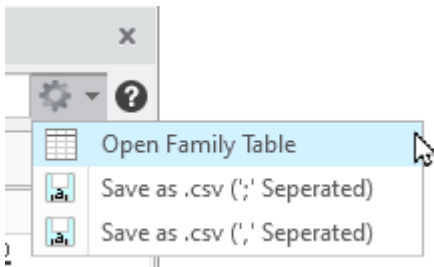 Open Family Table
Save as .csv (';' Seperated)
Save as .csv (',' Seperated)